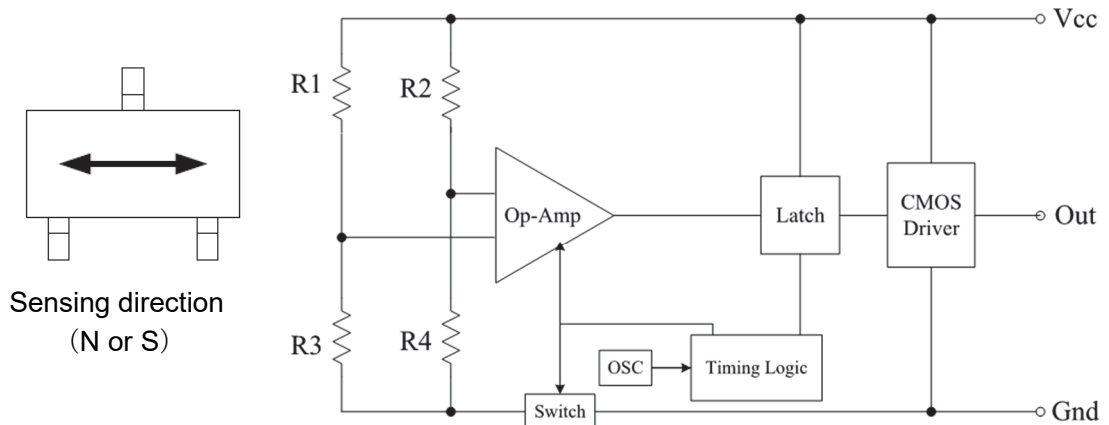 Sensing direction
（N or S）
Vcc
R1
R2
Op-Amp
Latch
CMOS
Driver
Out
R3
R4
OSC
Timing Logic
Switch
Gnd